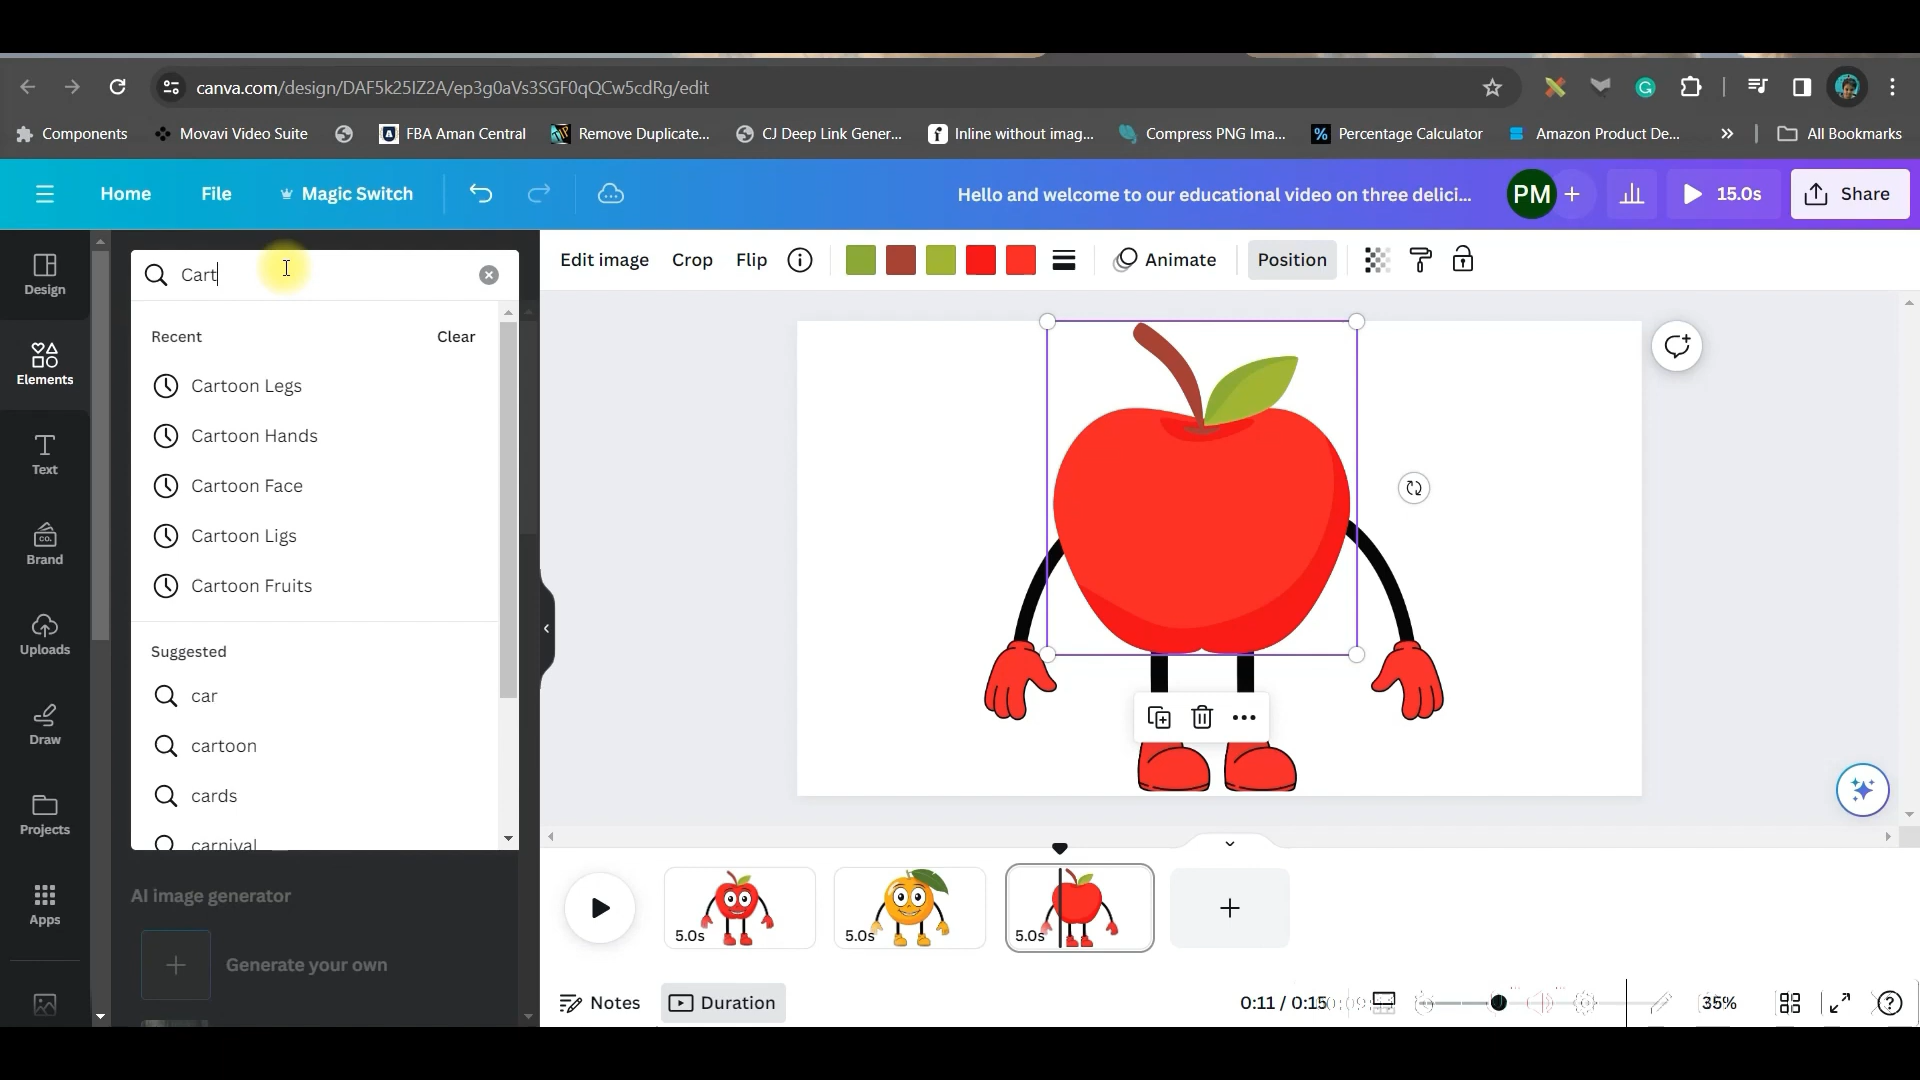 canva.com/design/DAF5k25IZ2A/ep3g0aVs3SGF0qQCw5cdRg/edit
Components
Movavi Video Suite
FBA Aman Central
Remove Duplicate...
CJ Deep Link Gener...
Inline without imag...
Compress PNG Ima...
Percentage Calculator
Amazon Product De...
»
All Bookmarks
Home
File
Magic Switch
Hello and welcome to our educational video on three delici...
PM
15.0s
Share
Design
Elements
Text
Brand
Uploads
Draw
Projects
Apps
Cart
Recent
Clear
Cartoon Legs
Cartoon Hands
Cartoon Face
Cartoon Ligs
Cartoon Fruits
Suggested
car
cartoon
cards
carnival
AI image generator
Generate your own
Edit image
Crop
Flip
Animate
Position
5.0s
5.0s
5.0s
Notes
Duration
0:11 / 0:15
35%